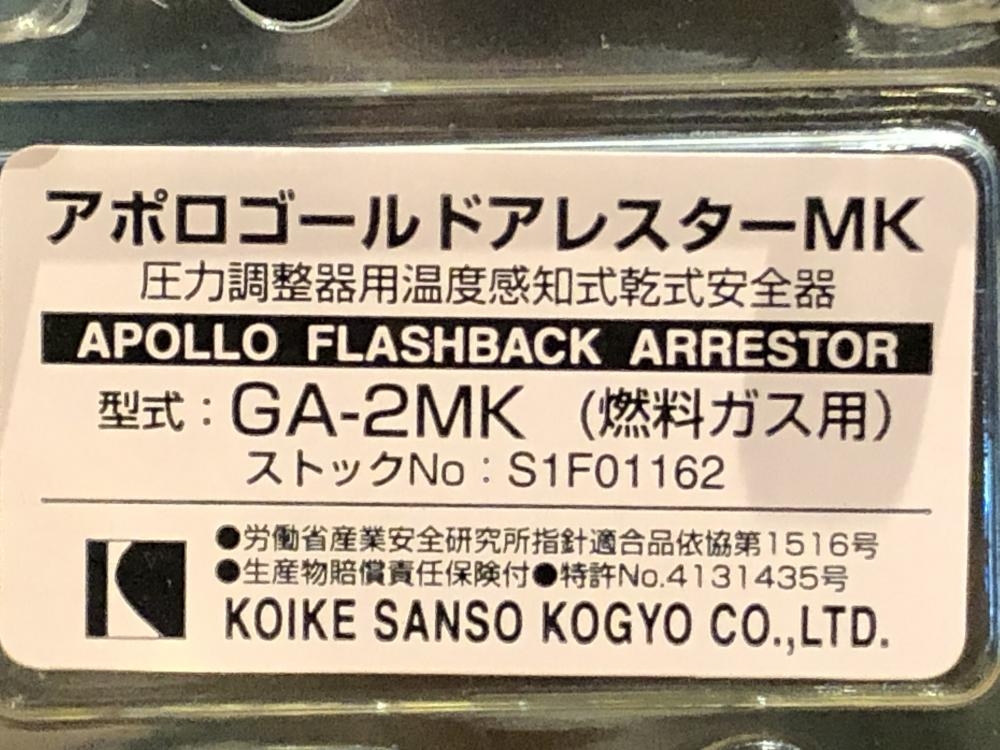 アポロゴールドアレスターMK
圧力調整器用温度感知式乾式安全器
APOLLO FLASHBACK ARRESTOR
型式：GA-2MK （燃料ガス用）
ストックNo：S1F01162
●労働省産業安全研究所指針適合品依協第1516号
●生産物賠償責任保険付●特許No.4131435号
KOIKE SANSO KOGYO CO.,LTD.